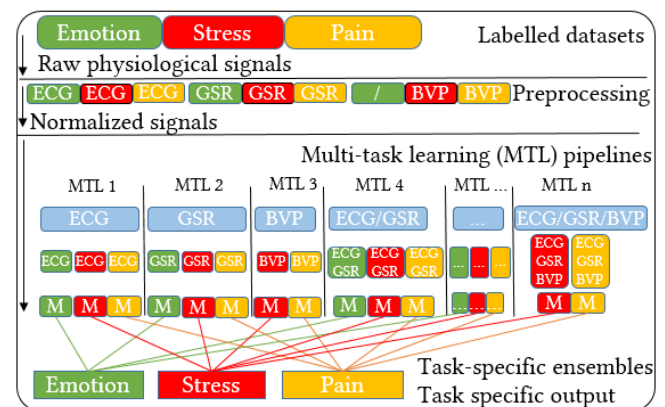 Emotion Stress Pain Labelled datasets
Raw physiological signals
ECG ECG ECG GSR GSR GSR / BVP BVP Preprocessing
Normalized signals
Multi-task learning (MTL) pipelines
MTL 1 MTL 2 MTL 3 MTL 4 MTL ... MTL n
ECG GSR BVP ECG/GSR ... ECG/GSR/BVP
ECG ECG ECG GSR GSR GSR BVP BVP ECG GSR ECG GSR ECG GSR ... ... ... ECG GSR BVP ECG GSR BVP
M M M M M M M M M M M ... ... ... M M
Emotion Stress Pain Task-specific ensembles
Task specific output